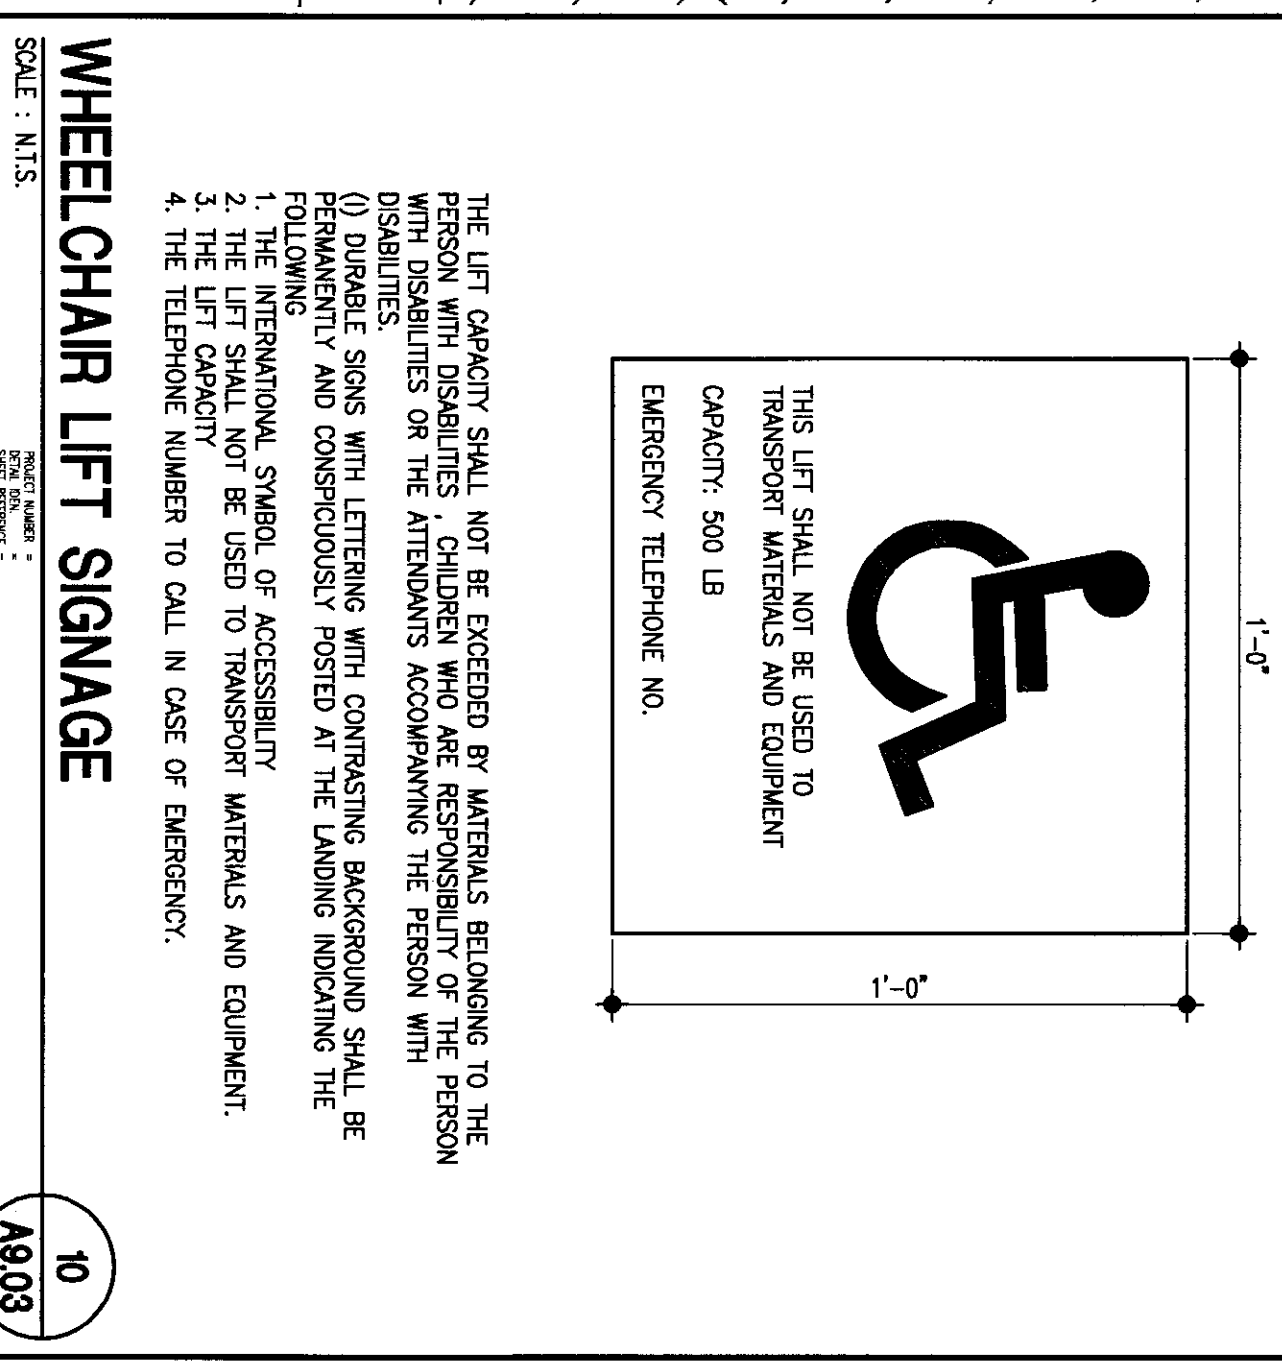 1'-0"
THIS LIFT SHALL NOT BE USED TO
TRANSPORT MATERIALS AND EQUIPMENT
CAPACITY: 500 LB
EMERGENCY TELEPHONE NO.
1'-0"
THE LIFT CAPACITY SHALL NOT BE EXCEEDED BY MATERIALS BELONGING TO THE
PERSON WITH DISABILITIES , CHILDREN WHO ARE RESPONSIBILITY OF THE PERSON
WITH DISABILITIES OR THE ATTENDANTS ACCOMPANYING THE PERSON WITH
DISABILITIES.
(I) DURABLE SIGNS WITH LETTERING WITH CONTRASTING BACKGROUND SHALL BE
PERMANENTLY AND CONSPICUOUSLY POSTED AT THE LANDING INDICATING THE
FOLLOWING
1. THE INTERNATIONAL SYMBOL OF ACCESSIBILITY
2. THE LIFT SHALL NOT BE USED TO TRANSPORT MATERIALS AND EQUIPMENT.
3. THE LIFT CAPACITY
4. THE TELEPHONE NUMBER TO CALL IN CASE OF EMERGENCY.
WHEELCHAIR LIFT SIGNAGE
SCALE : N.T.S.
PROJECT NUMBER =
DETAIL IDEN. =
SHEET REFERENCE -
10
A9.03